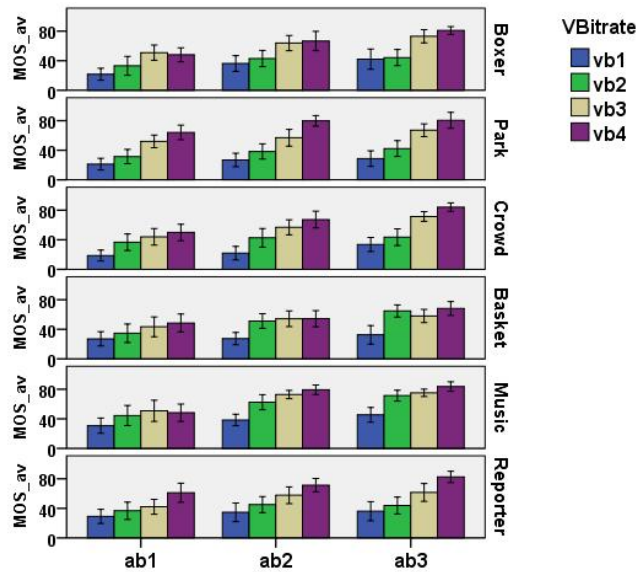 MOS_av
80
40
0
Boxer
MOS_av
80
40
0
Park
MOS_av
80
40
0
Crowd
MOS_av
80
40
0
Basket
MOS_av
80
40
0
Music
MOS_av
80
40
0
Reporter
ab1 ab2 ab3
VBitrate
vb1
vb2
vb3
vb4